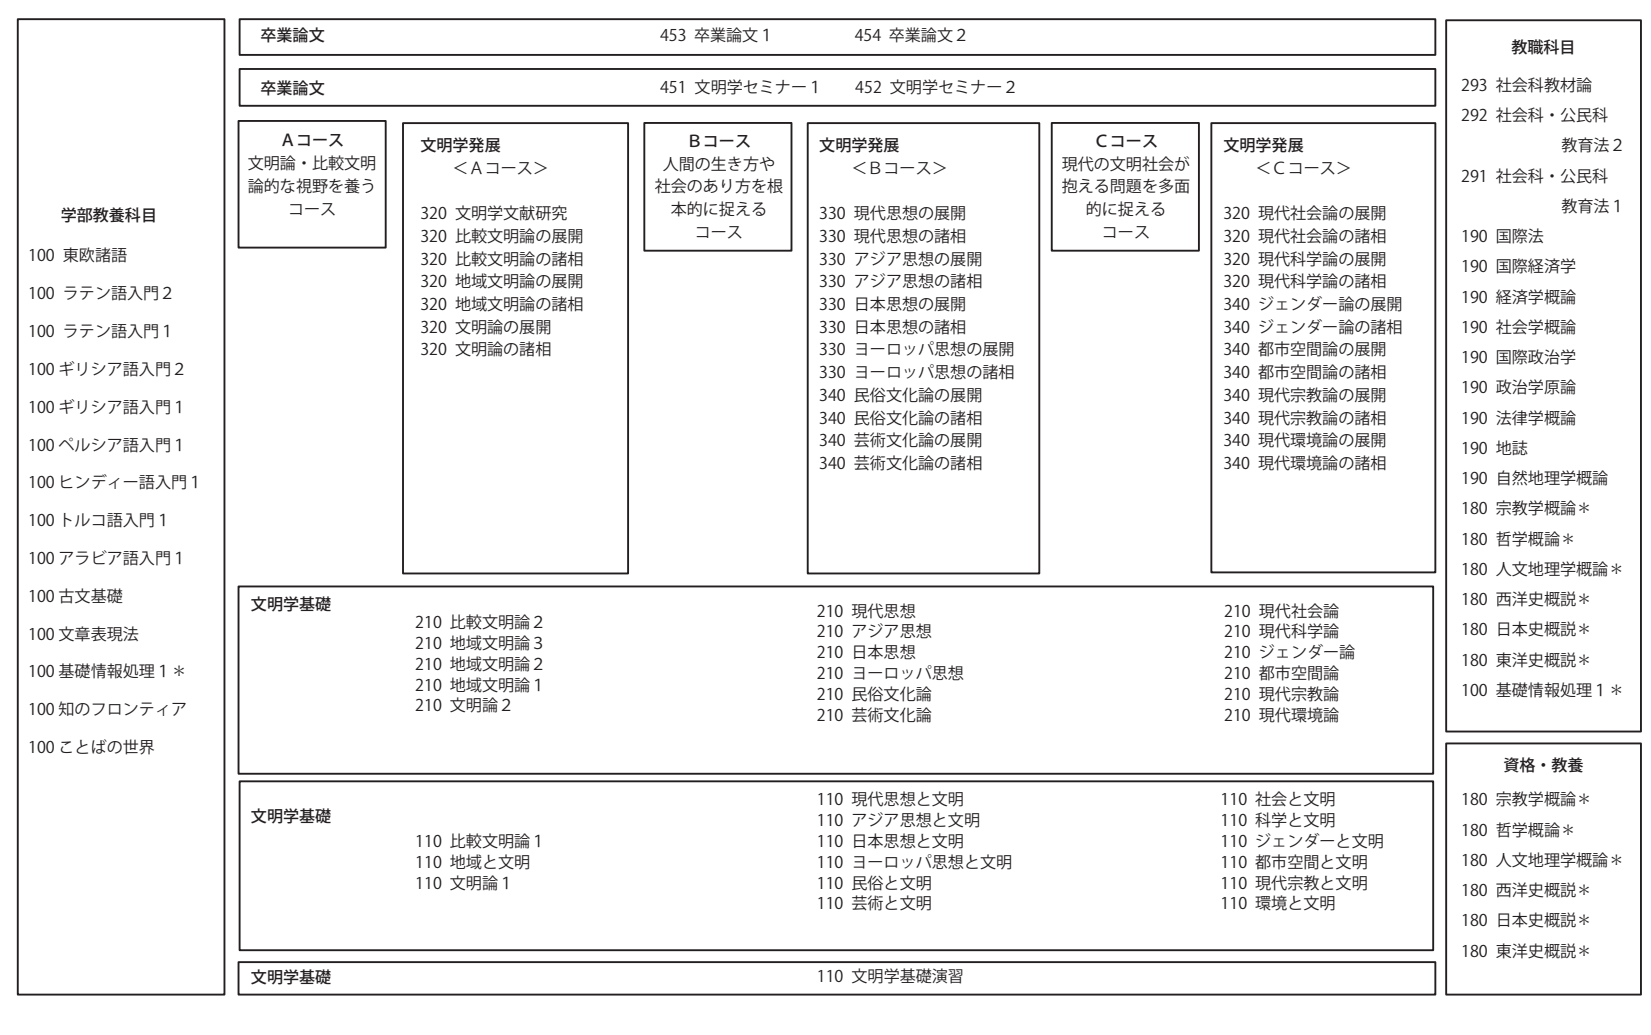 学部教養科目
100 東欧諸語
100 ラテン語入門２
100 ラテン語入門１
100 ギリシア語入門２
100 ギリシア語入門１
100 ペルシア語入門１
100 ヒンディー語入門１
100 トルコ語入門１
100 アラビア語入門１
100 古文基礎
100 文章表現法
100 基礎情報処理１＊
100 知のフロンティア
100 ことばの世界
卒業論文 453 卒業論文１ 454 卒業論文２
卒業論文 451 文明学セミナー１ 452 文明学セミナー２
Ａコース
文明論・比較文明
論的な視野を養う
コース
文明学発展
＜Ａコース＞
320 文明学文献研究
320 比較文明論の展開
320 比較文明論の諸相
320 地域文明論の展開
320 地域文明論の諸相
320 文明論の展開
320 文明論の諸相
Ｂコース
人間の生き方や
社会のあり方を根
本的に捉える
コース
文明学発展
＜Ｂコース＞
330 現代思想の展開
330 現代思想の諸相
330 アジア思想の展開
330 アジア思想の諸相
330 日本思想の展開
330 日本思想の諸相
330 ヨーロッパ思想の展開
330 ヨーロッパ思想の諸相
340 民俗文化論の展開
340 民俗文化論の諸相
340 芸術文化論の展開
340 芸術文化論の諸相
Ｃコース
現代の文明社会が
抱える問題を多面
的に捉える
コース
文明学発展
＜Ｃコース＞
320 現代社会論の展開
320 現代社会論の諸相
320 現代科学論の展開
320 現代科学論の諸相
340 ジェンダー論の展開
340 ジェンダー論の諸相
340 都市空間論の展開
340 都市空間論の諸相
340 現代宗教論の展開
340 現代宗教論の諸相
340 現代環境論の展開
340 現代環境論の諸相
文明学基礎
210 比較文明論２
210 地域文明論３
210 地域文明論２
210 地域文明論１
210 文明論２
210 現代思想
210 アジア思想
210 日本思想
210 ヨーロッパ思想
210 民俗文化論
210 芸術文化論
210 現代社会論
210 現代科学論
210 ジェンダー論
210 都市空間論
210 現代宗教論
210 現代環境論
文明学基礎
110 比較文明論１
110 地域と文明
110 文明論１
110 現代思想と文明
110 アジア思想と文明
110 日本思想と文明
110 ヨーロッパ思想と文明
110 民俗と文明
110 芸術と文明
110 社会と文明
110 科学と文明
110 ジェンダーと文明
110 都市空間と文明
110 現代宗教と文明
110 環境と文明
文明学基礎 110 文明学基礎演習
教職科目
293 社会科教材論
292 社会科・公民科
教育法２
291 社会科・公民科
教育法１
190 国際法
190 国際経済学
190 経済学概論
190 社会学概論
190 国際政治学
190 政治学原論
190 法律学概論
190 地誌
190 自然地理学概論
180 宗教学概論＊
180 哲学概論＊
180 人文地理学概論＊
180 西洋史概説＊
180 日本史概説＊
180 東洋史概説＊
100 基礎情報処理１＊
資格・教養
180 宗教学概論＊
180 哲学概論＊
180 人文地理学概論＊
180 西洋史概説＊
180 日本史概説＊
180 東洋史概説＊